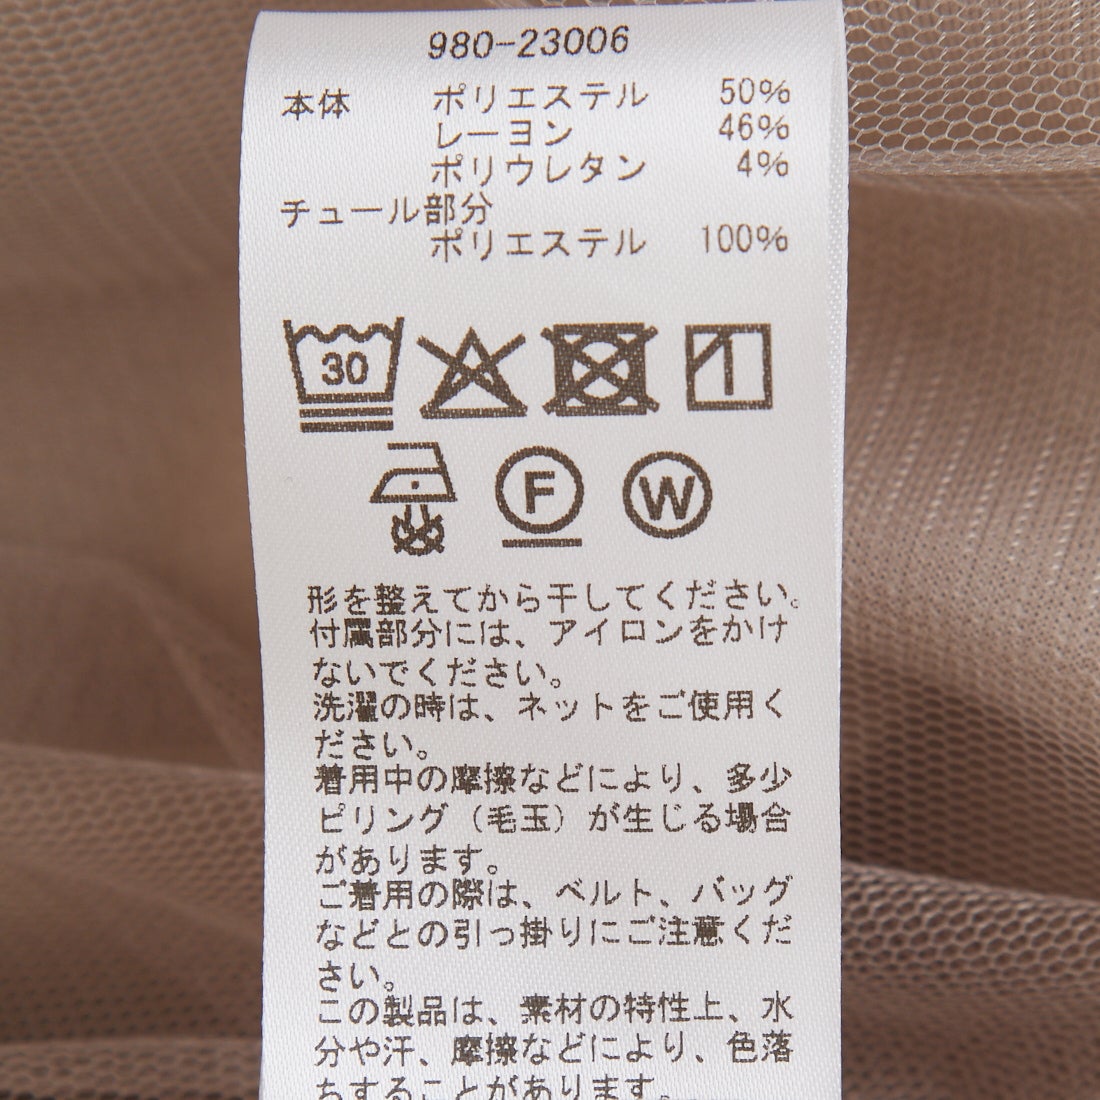 980-23006
本体 ポリエステル 50%
レーヨン 46%
ポリウレタン 4%
チュール部分
ポリエステル 100%
30
F W
形を整えてから干してください。
付属部分には、アイロンをかけ
ないでください。
洗濯の時は、ネットをご使用く
ださい。
着用中の摩擦などにより、多少
ピリング（毛玉）が生じる場合
があります。
ご着用の際は、ベルト、バッグ
などとの引っ掛りにご注意くだ
さい。
この製品は、素材の特性上、水
分や汗、摩擦などにより、色落
ちすることがあります。